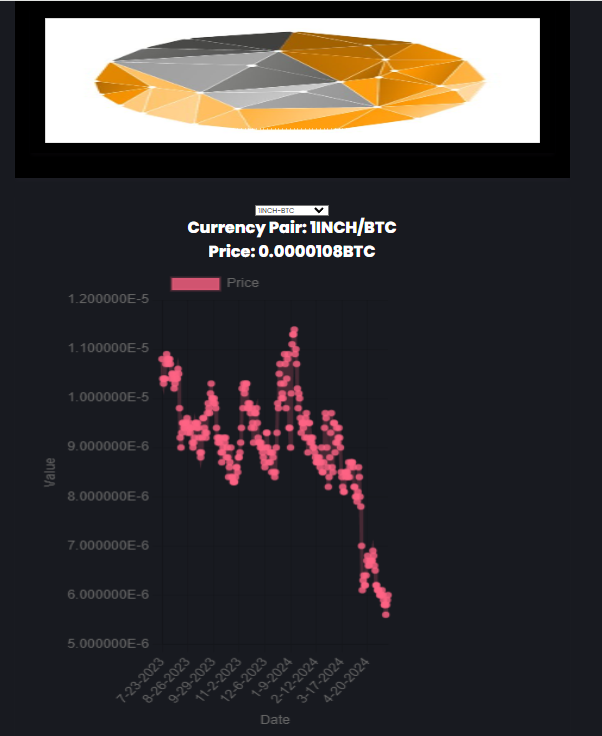 1INCH-BTC
Currency Pair: 1INCH/BTC
Price: 0.0000108BTC
Price
1.200000E-5
1.100000E-5
1.000000E-5
9.000000E-6
8.000000E-6
7.000000E-6
6.000000E-6
5.000000E-6
Value
7-23-2023
8-26-2023
9-29-2023
11-2-2023
12-6-2023
1-9-2024
2-12-2024
3-17-2024
4-20-2024
Date